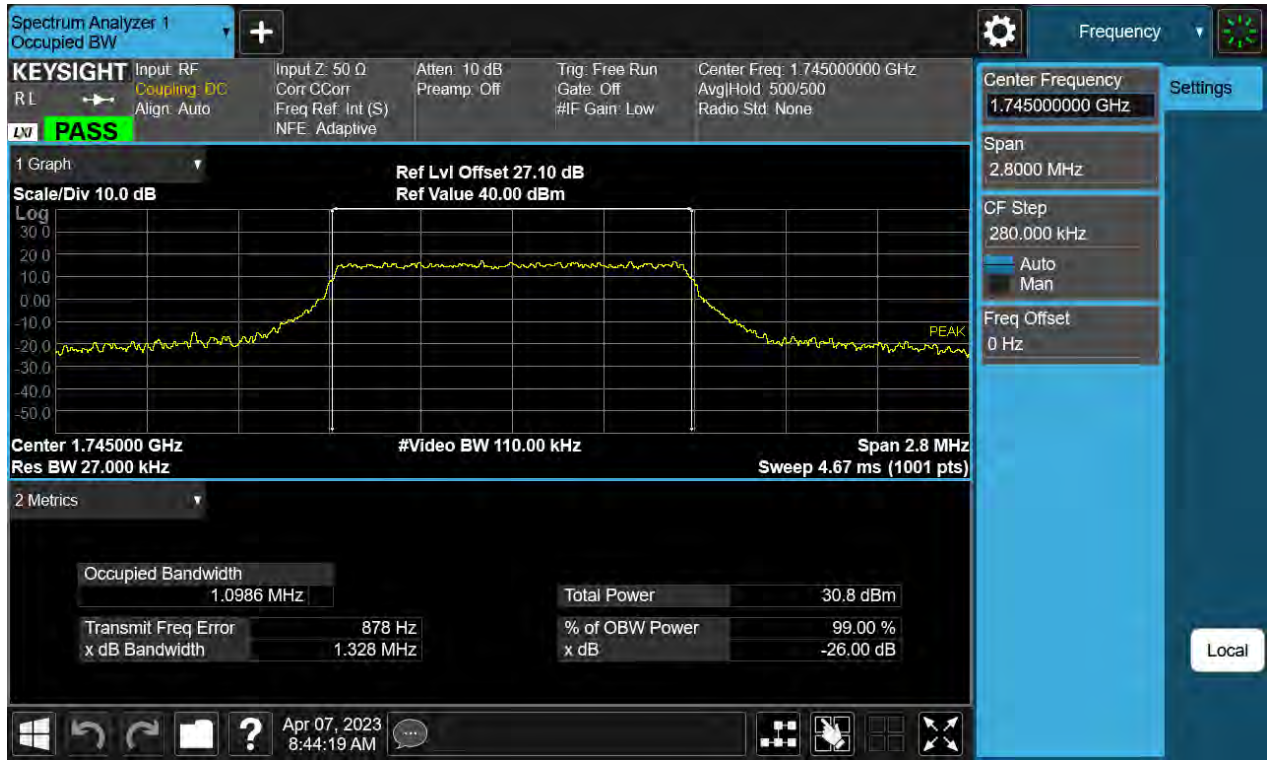 Spectrum Analyzer 1
Occupied BW
Frequency
KEYSIGHT
RL
LXI
PASS
Input: RF
Coupling: DC
Align: Auto
Input Z: 50 Ω
Corr CCorr
Freq Ref: Int (S)
NFE: Adaptive
Atten: 10 dB
Preamp: Off
Trig: Free Run
Gate: Off
#IF Gain: Low
Center Freq: 1.745000000 GHz
Avg|Hold: 500/500
Radio Std: None
Center Frequency
1.745000000 GHz
Settings
Span
2.8000 MHz
CF Step
280.000 kHz
Auto
Man
Freq Offset
0 Hz
Local
1 Graph
Scale/Div 10.0 dB
Ref Lvl Offset 27.10 dB
Ref Value 40.00 dBm
Log
30.0
20.0
10.0
0.00
-10.0
-20.0
-30.0
-40.0
-50.0
PEAK
Center 1.745000 GHz
#Video BW 110.00 kHz
Span 2.8 MHz
Res BW 27.000 kHz
Sweep 4.67 ms (1001 pts)
2 Metrics
Occupied Bandwidth
1.0986 MHz
Transmit Freq Error 878 Hz
x dB Bandwidth 1.328 MHz
Total Power 30.8 dBm
% of OBW Power 99.00 %
x dB -26.00 dB
?
Apr 07, 2023
8:44:19 AM